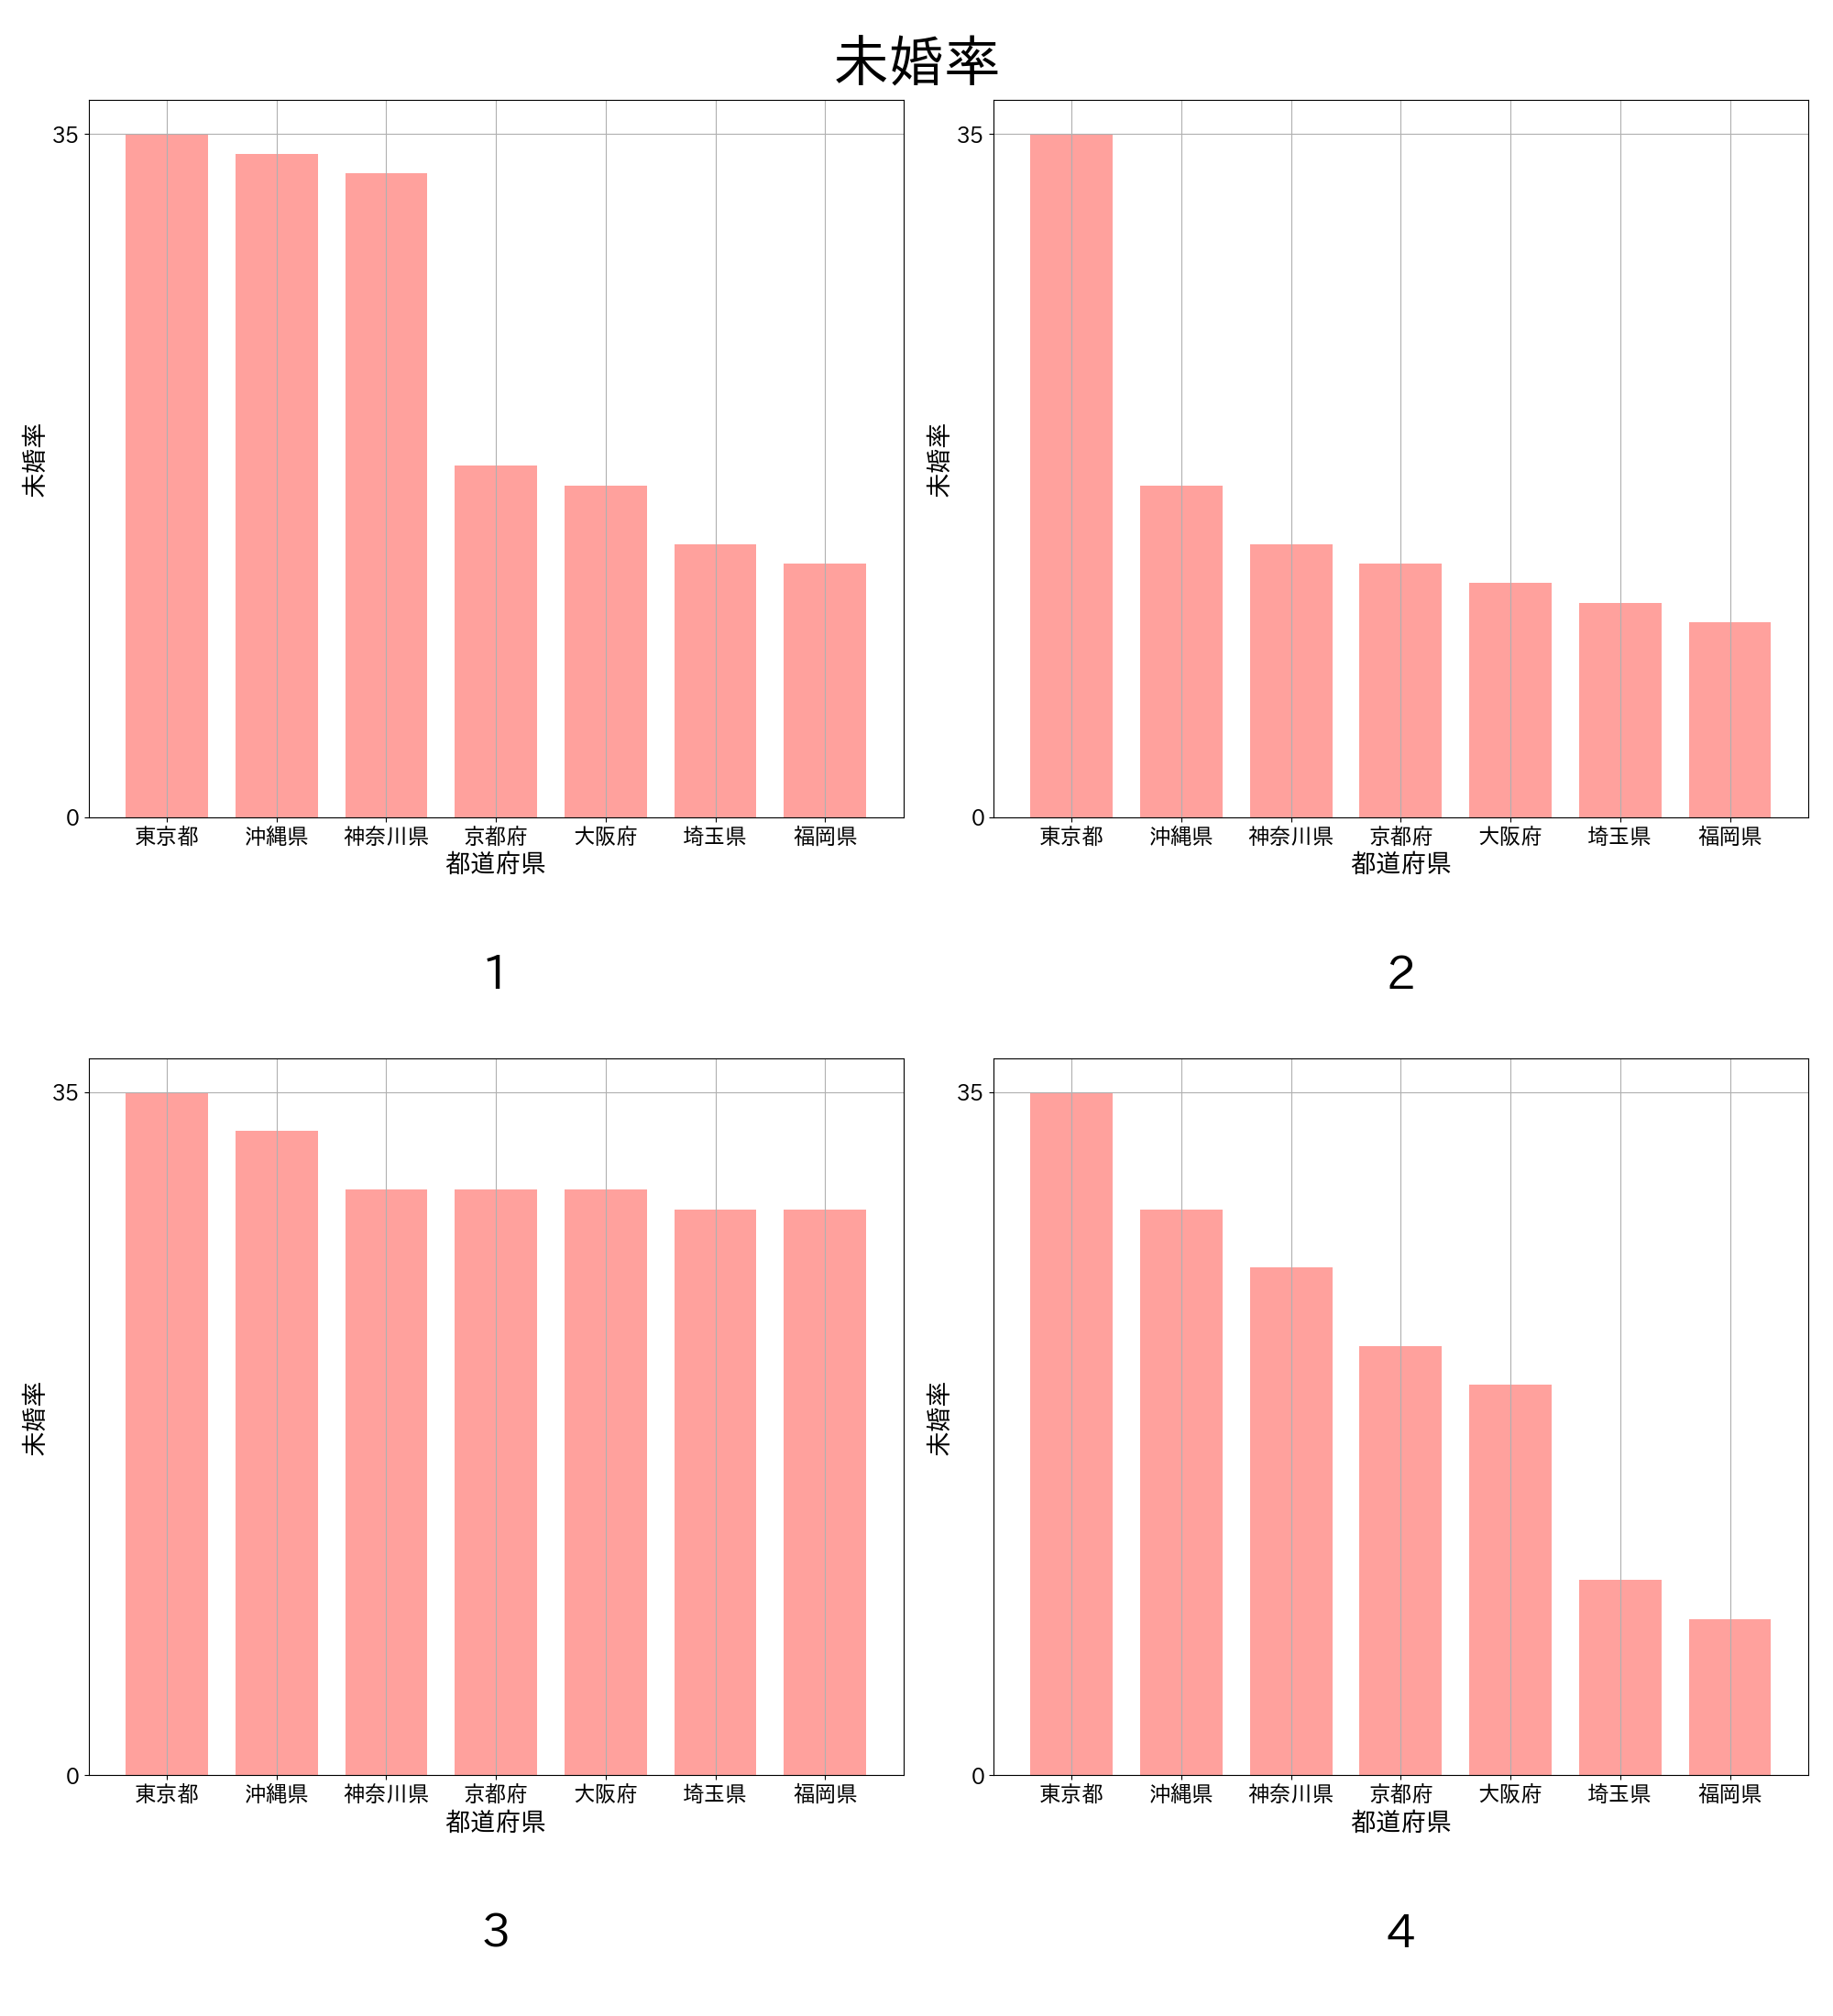 未婚率
35
0
未婚率
東京都 沖縄県 神奈川県 京都府 大阪府 埼玉県 福岡県
都道府県
1
35
0
未婚率
東京都 沖縄県 神奈川県 京都府 大阪府 埼玉県 福岡県
都道府県
2
35
0
未婚率
東京都 沖縄県 神奈川県 京都府 大阪府 埼玉県 福岡県
都道府県
3
35
0
未婚率
東京都 沖縄県 神奈川県 京都府 大阪府 埼玉県 福岡県
都道府県
4